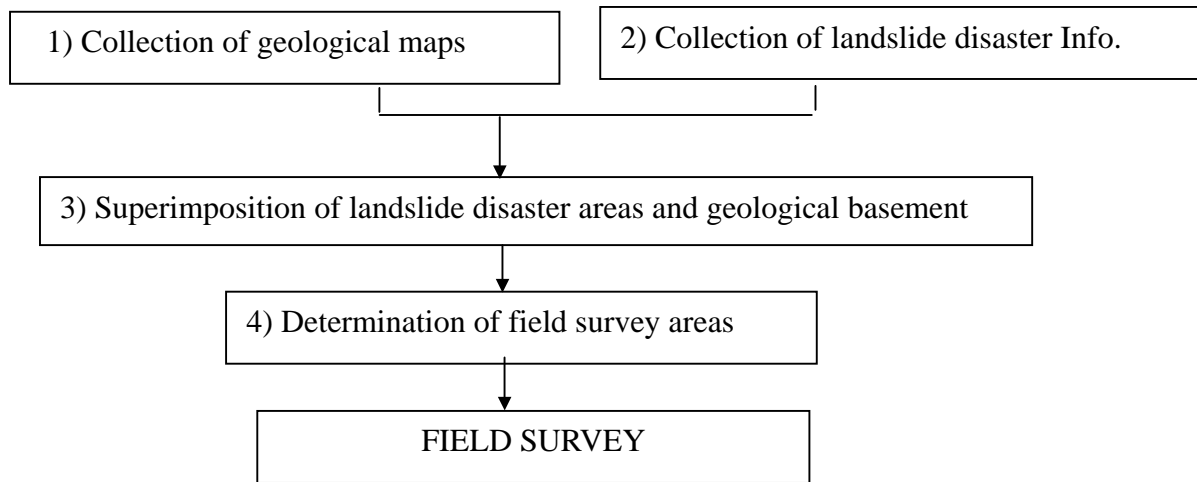 1) Collection of geological maps
2) Collection of landslide disaster Info.
3) Superimposition of landslide disaster areas and geological basement
4) Determination of field survey areas
FIELD SURVEY